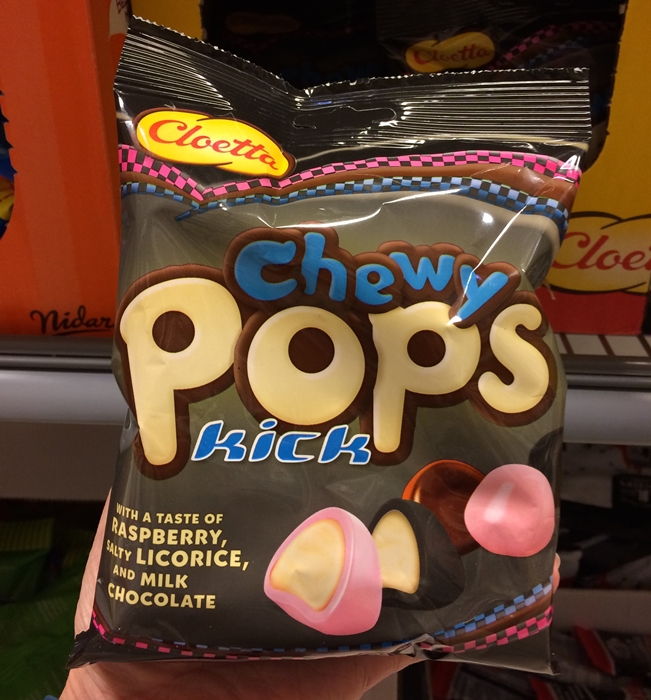 Cloetta
Cloetta
Chewy
POPS
kick
Cloe
Nidar
WITH A TASTE OF
RASPBERRY,
SALTY LICORICE,
AND MILK
CHOCOLATE